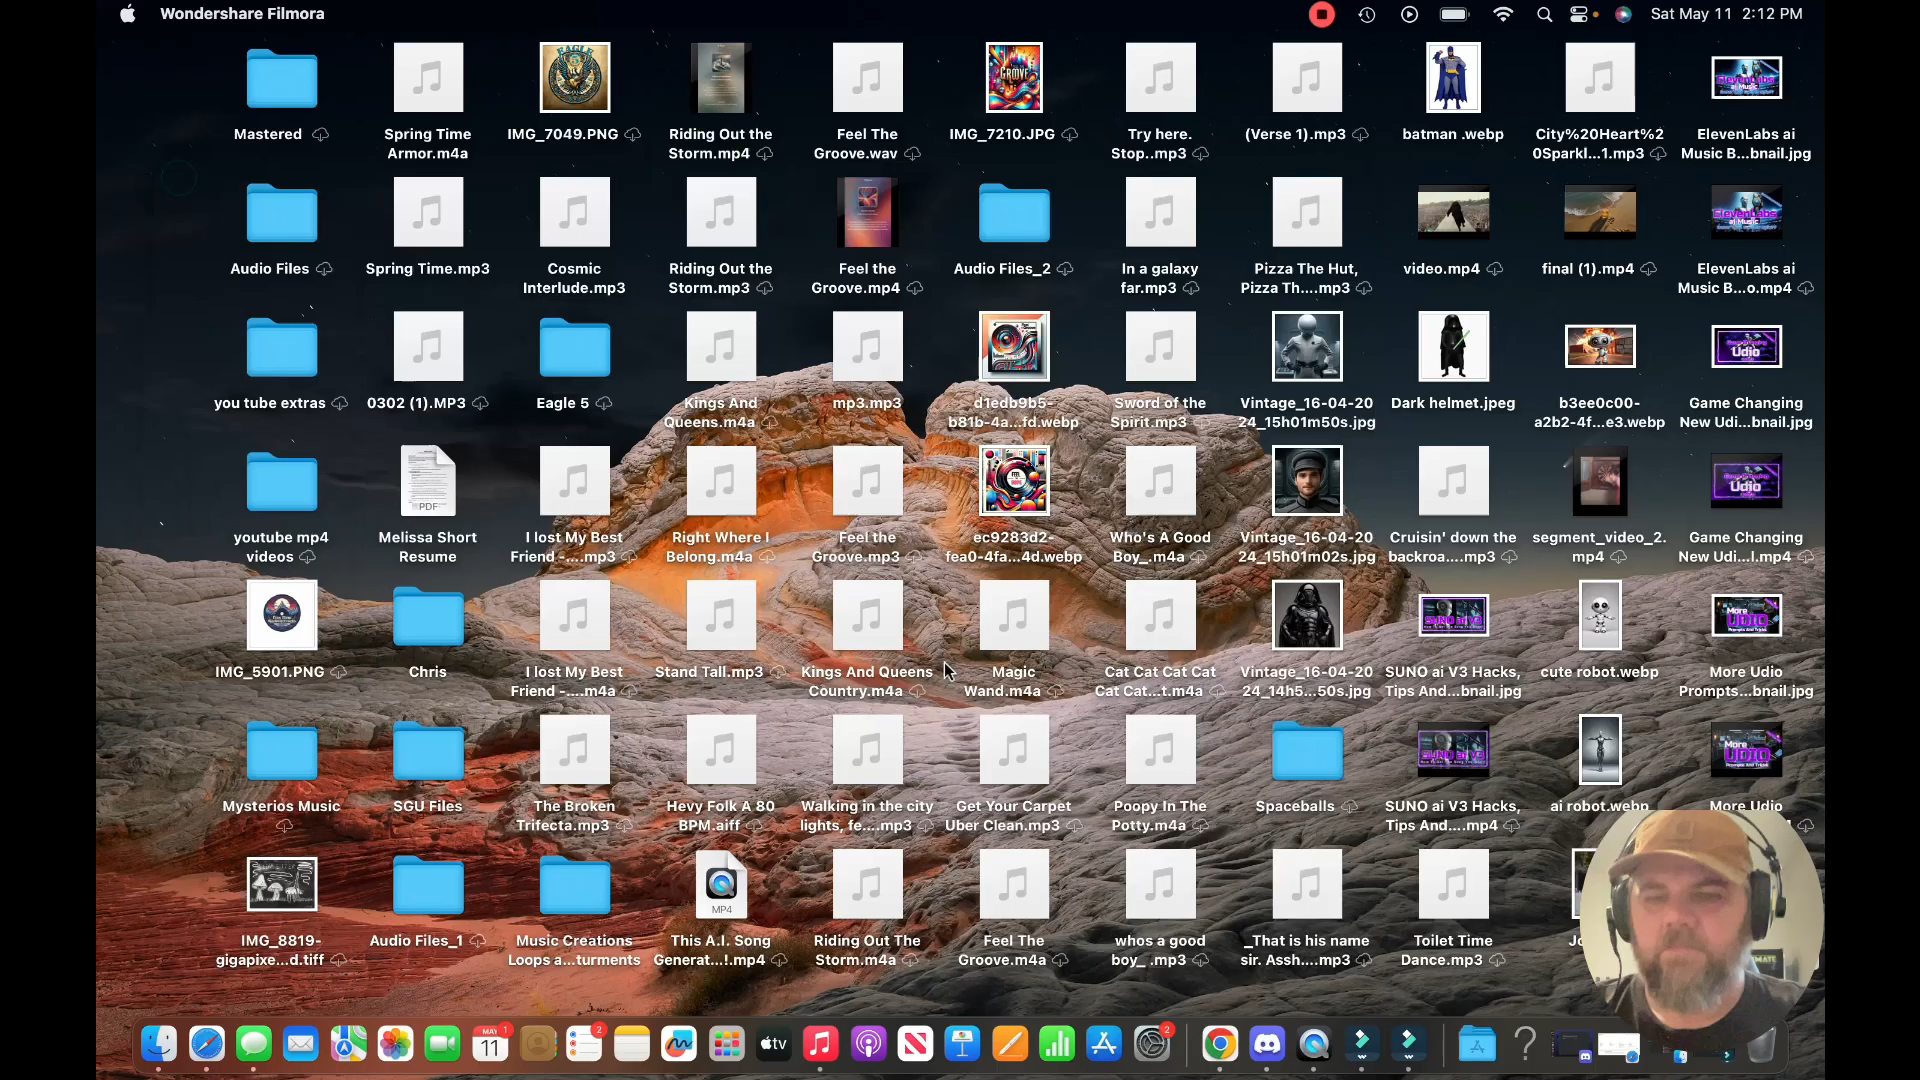 Wondershare Filmora
Sat May 11 2:12 PM
Mastered
Spring Time
Armor.m4a
IMG_7049.PNG
Riding Out the
Storm.mp4
Feel The
Groove.wav
IMG_7210.JPG
Try here.
Stop..mp3
(Verse 1).mp3
batman .webp
City%20Heart%2
0Sparkl...1.mp3
ElevenLabs ai
Music B...bnail.jpg
Audio Files
Spring Time.mp3
Cosmic
Interlude.mp3
Riding Out the
Storm.mp3
Feel the
Groove.mp4
Audio Files_2
In a galaxy
far.mp3
Pizza The Hut,
Pizza Th....mp3
video.mp4
final (1).mp4
ElevenLabs ai
Music B...o.mp4
you tube extras
0302 (1).MP3
Eagle 5
Kings And
Queens.m4a
mp3.mp3
d1edb9b5-
b81b-4a...fd.webp
Sword of the
Spirit.mp3
Vintage_16-04-20
24_15h01m50s.jpg
Dark helmet.jpeg
b3ee0c00-
a2b2-4f...e3.webp
Game Changing
New Udi...bnail.jpg
youtube mp4
videos
PDF
Melissa Short
Resume
I lost My Best
Friend -....mp3
Right Where I
Belong.m4a
Feel the
Groove.mp3
ec9283d2-
fea0-4fa...4d.webp
Who's A Good
Boy_.m4a
Vintage_16-04-20
24_15h01m02s.jpg
Cruisin' down the
backroa....mp3
segment_video_2.
mp4
Game Changing
New Udi...l.mp4
IMG_5901.PNG
Chris
I lost My Best
Friend -....m4a
Stand Tall.mp3
Kings And Queens
Country.m4a
Magic
Wand.m4a
Cat Cat Cat Cat
Cat Cat...t.m4a
Vintage_16-04-20
24_14h5...50s.jpg
SUNO ai V3 Hacks,
Tips And...bnail.jpg
cute robot.webp
More Udio
Prompts...bnail.jpg
Mysterios Music
SGU Files
The Broken
Trifecta.mp3
Hevy Folk A 80
BPM.aiff
Walking in the city
lights, fe....mp3
Get Your Carpet
Uber Clean.mp3
Poopy In The
Potty.m4a
Spaceballs
SUNO ai V3 Hacks,
Tips And....mp4
ai robot.webp
More Udio
IMG_8819-
gigapixe...d.tiff
Audio Files_1
Music Creations
Loops a...turments
MP4
This A.I. Song
Generat...!.mp4
Riding Out The
Storm.m4a
Feel The
Groove.m4a
whos a good
boy_ .mp3
_That is his name
sir. Assh....mp3
Toilet Time
Dance.mp3
MAY 1
11
2
tv
2